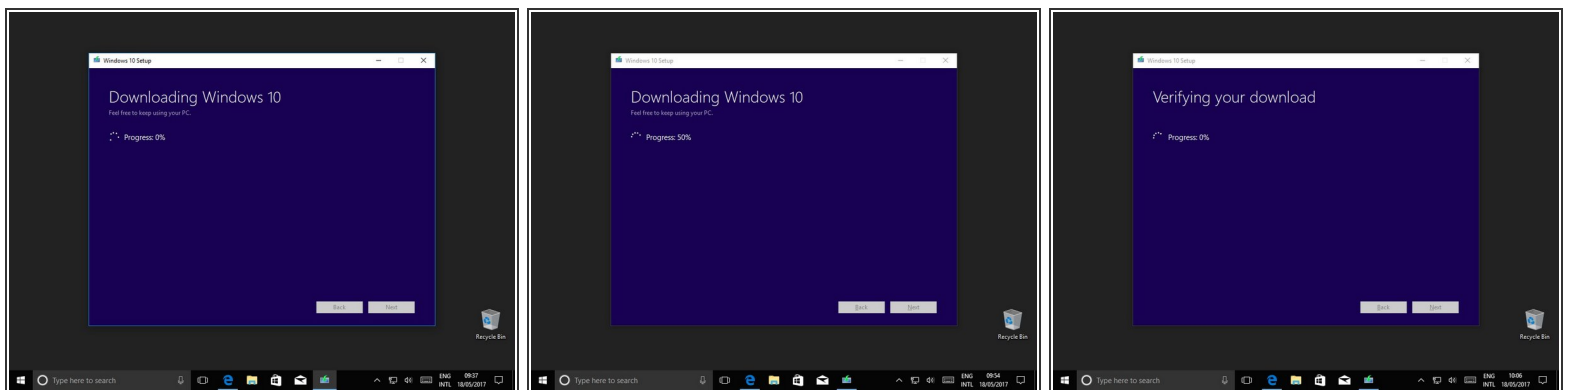 Windows 10 Setup
Downloading Windows 10
Feel free to keep using your PC.
Progress: 0%
Back Next
Recycle Bin
Type here to search
ENG 09:37
INTL 18/05/2017
Windows 10 Setup
Downloading Windows 10
Feel free to keep using your PC.
Progress: 50%
Back Next
Recycle Bin
Type here to search
ENG 09:54
INTL 18/05/2017
Windows 10 Setup
Verifying your download
Progress: 0%
Back Next
Recycle Bin
Type here to search
ENG 10:06
INTL 18/05/2017